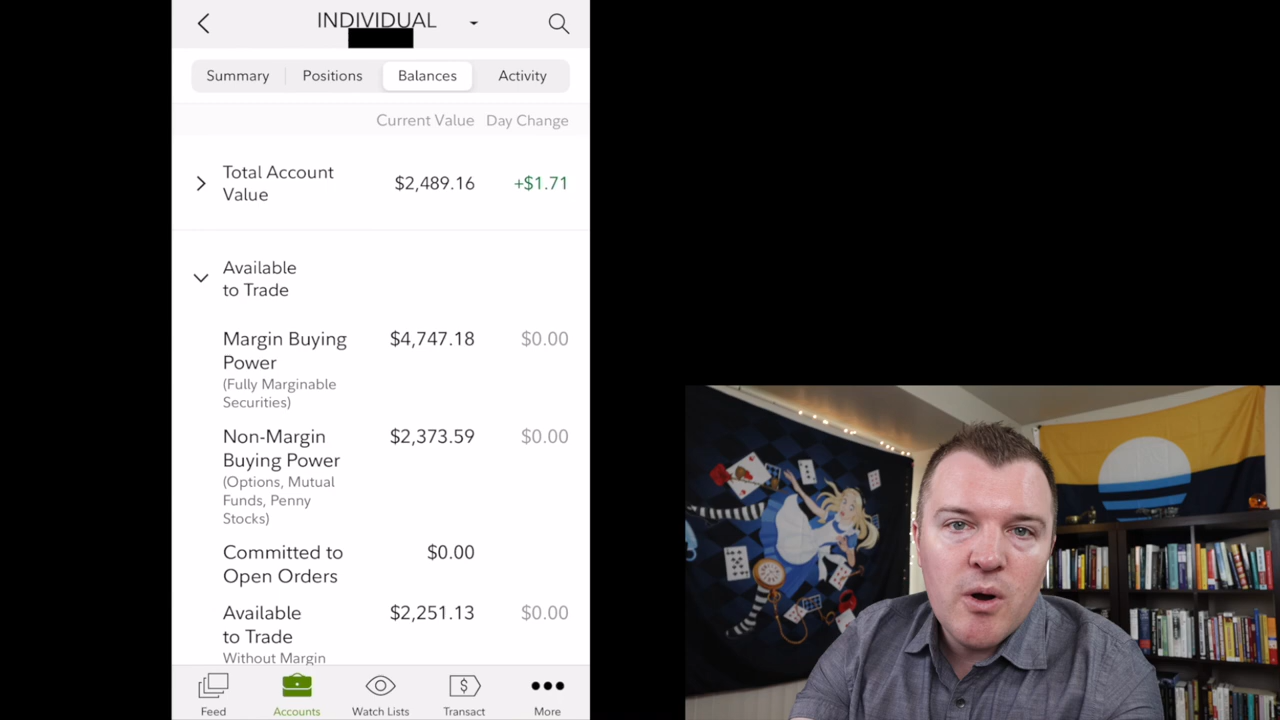 INDIVIDUAL
Summary Positions Balances Activity
Current Value Day Change
Total Account
Value
$2,489.16 +$1.71
Available
to Trade
Margin Buying
Power
(Fully Marginable
Securities)
$4,747.18 $0.00
Non-Margin
Buying Power
(Options, Mutual
Funds, Penny
Stocks)
$2,373.59 $0.00
Committed to
Open Orders
$0.00
Available
to Trade
Without Margin
$2,251.13 $0.00
Feed Accounts Watch Lists Transact More